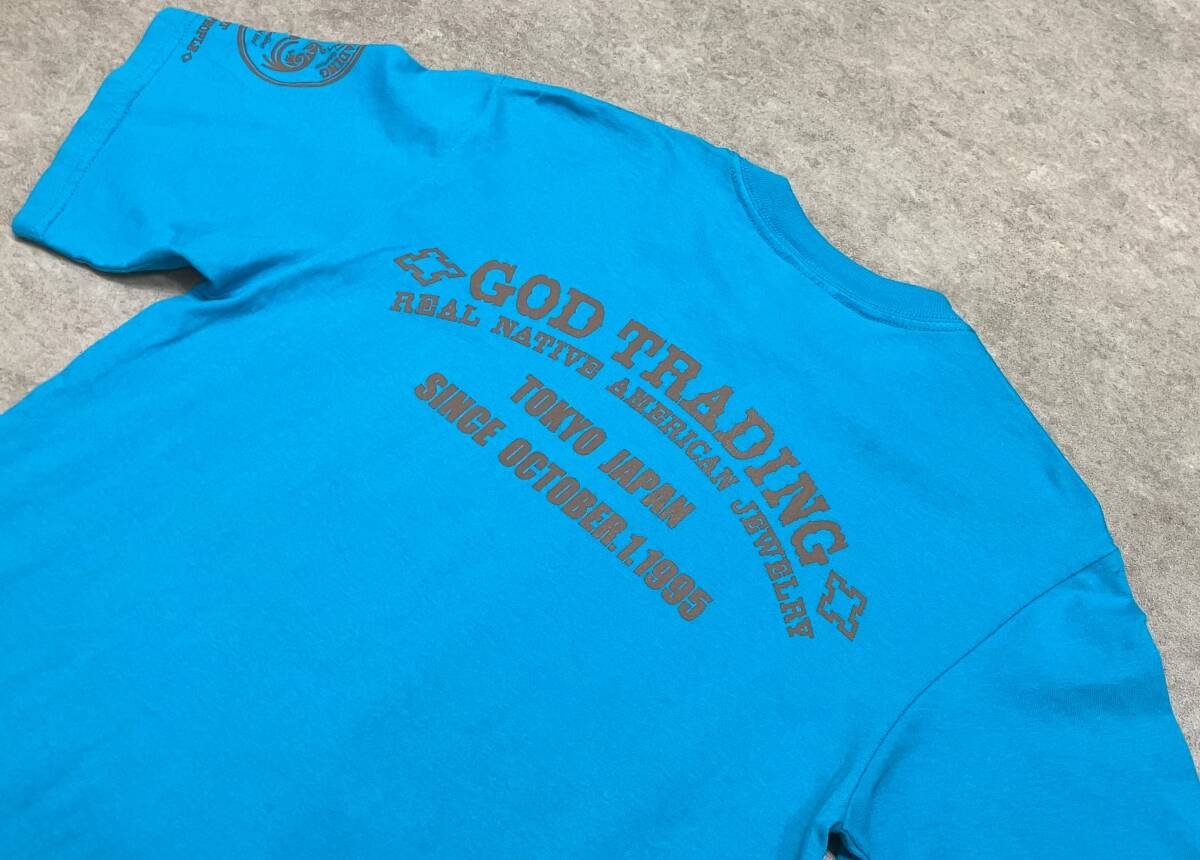 GOD TRADING
REAL NATIVE AMERICAN JEWELRY
TOKYO JAPAN
SINCE OCTOBER.1.1995